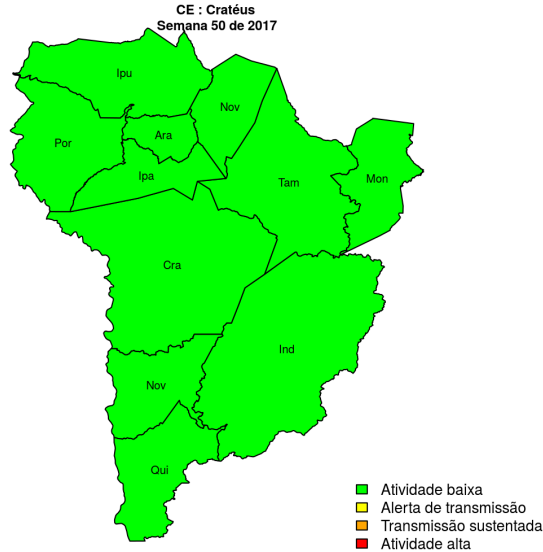 CE : Cratéus
Semana 50 de 2017
Ipu
Nov
Por
Ara
Ipa
Tam
Mon
Cra
Ind
Nov
Qui
Atividade baixa
Alerta de transmissão
Transmissão sustentada
Atividade alta